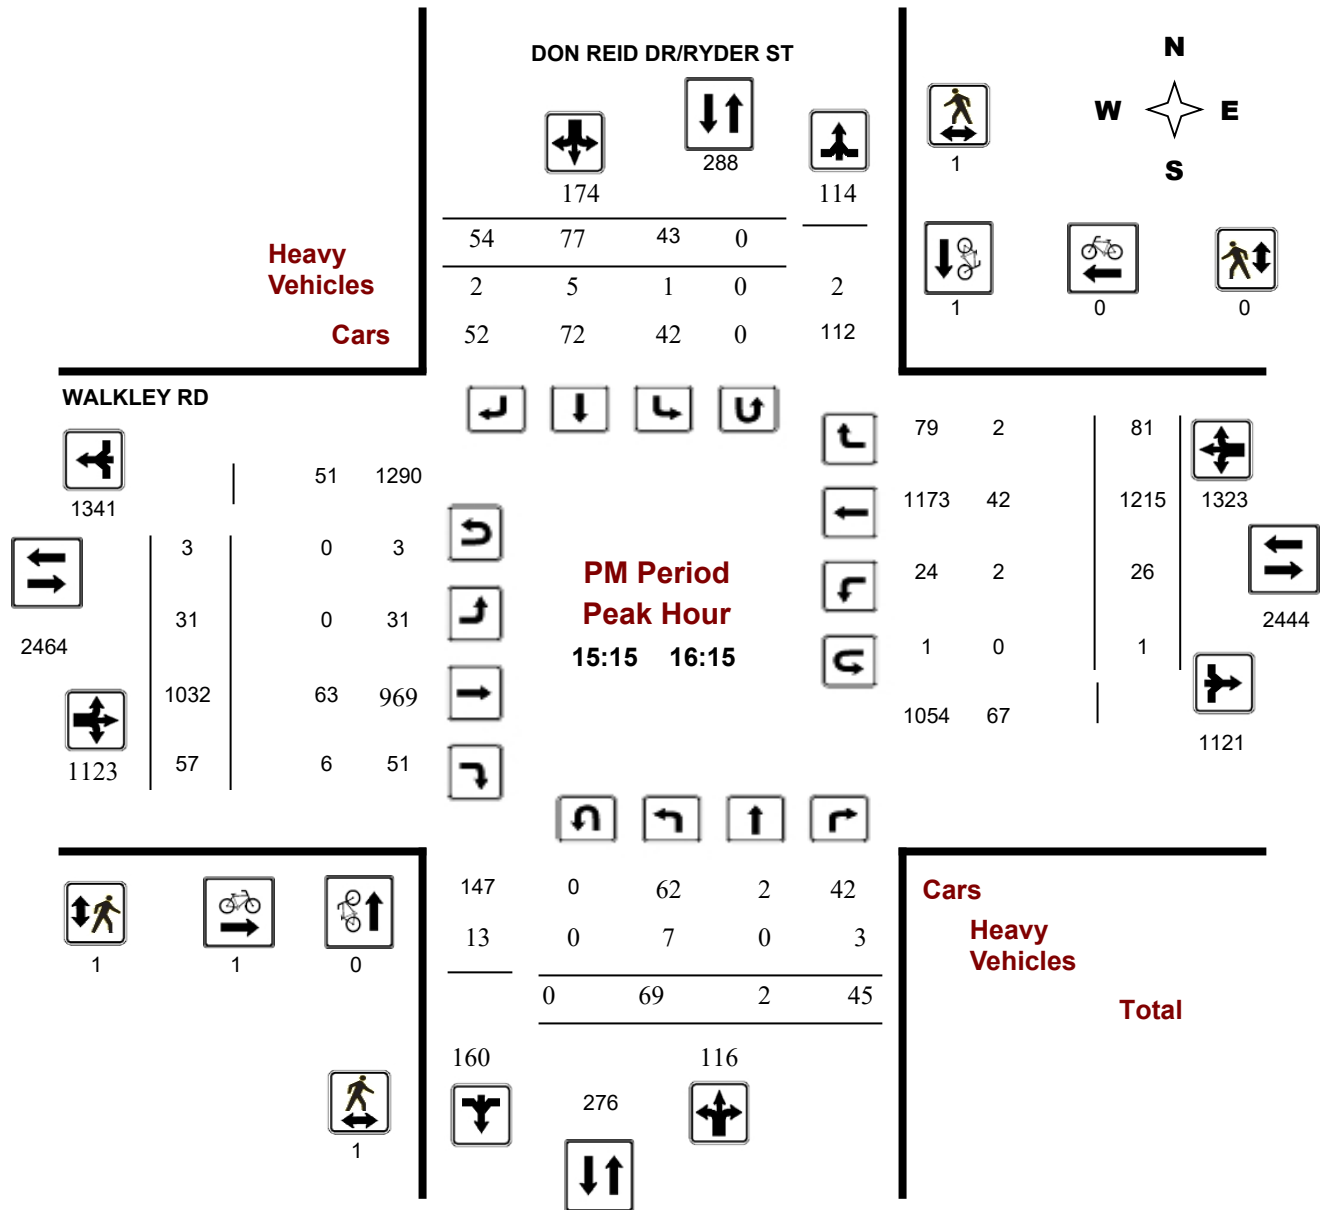 DON REID DR/RYDER ST
N
W E
S
288
1
174 114
54 77 43 0
Heavy
Vehicles
2 5 1 0 2
1 0 0
Cars
52 72 42 0 112
WALKLEY RD
79 2 81
51 1290
1341
1173 42 1215 1323
3 0 3
PM Period
24 2 26
Peak Hour
31 0 31
2444
2464
15:15 16:15
1 0 1
1032 63 969
1054 67
1121
1123 57 6 51
147 0 62 2 42
Cars
13 0 7 0 3
Heavy
Vehicles
1 1 0
0 69 2 45
Total
160 116
276
1